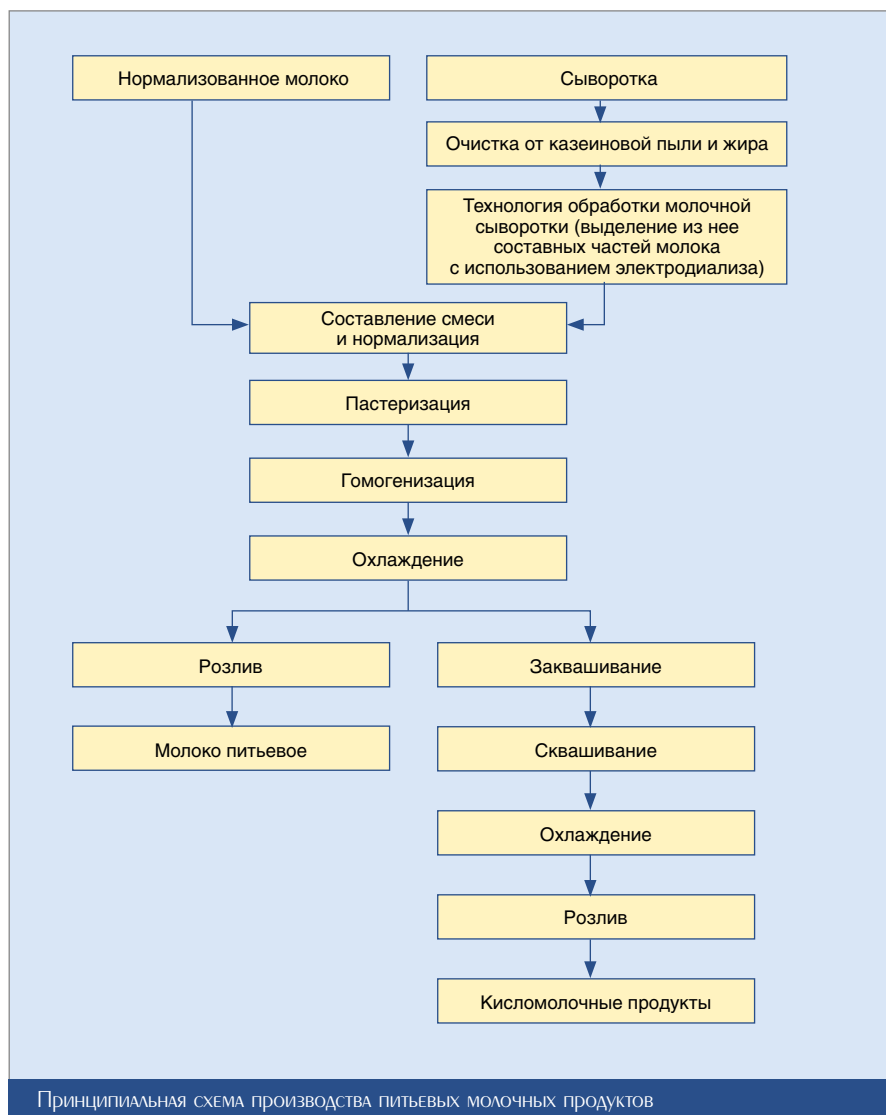 Нормализованное молоко
Сыворотка
Очистка от казеиновой пыли и жира
Технология обработки молочной
сыворотки (выделение из нее
составных частей молока
с использованием электродиализа)
Составление смеси
и нормализация
Пастеризация
Гомогенизация
Охлаждение
Розлив
Молоко питьевое
Заквашивание
Сквашивание
Охлаждение
Розлив
Кисломолочные продукты
Принципиальная схема производства питьевых молочных продуктов